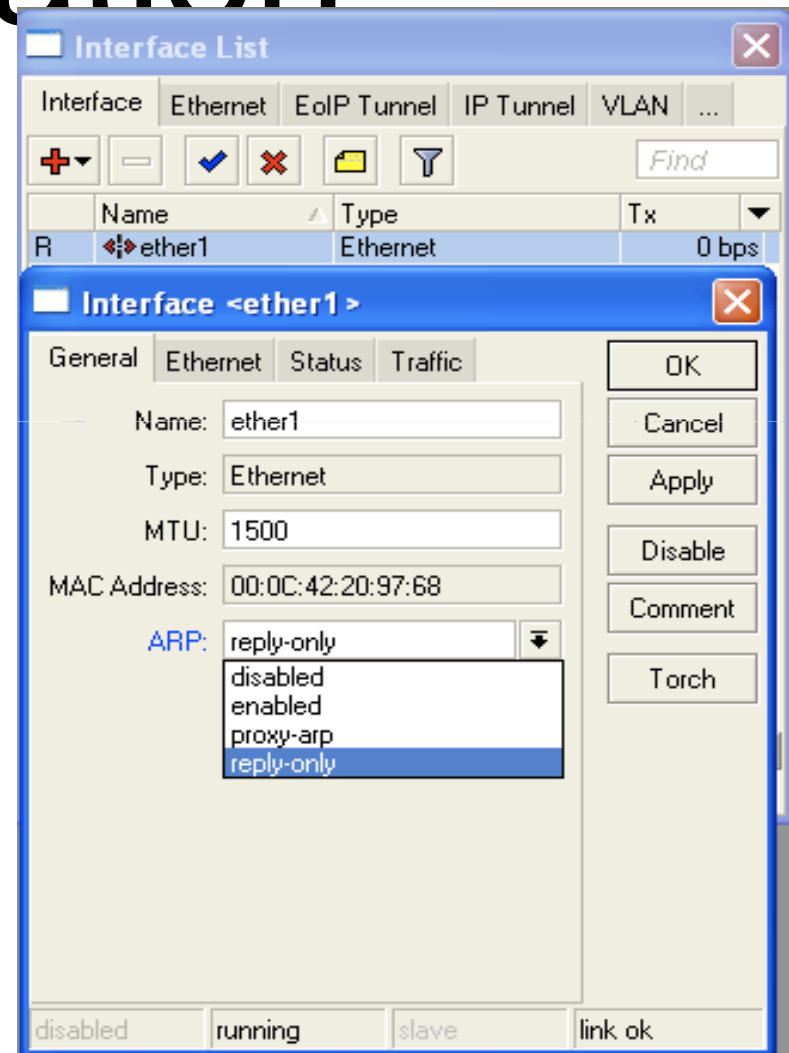 Interface List
Interface Ethernet EoIP Tunnel IP Tunnel VLAN ...
Find
Name Type Tx
R ether1 Ethernet 0 bps
Interface <ether1>
General Ethernet Status Traffic
OK
Name: ether1
Cancel
Type: Ethernet
Apply
MTU: 1500
Disable
MAC Address: 00:0C:42:20:97:68
Comment
ARP: reply-only
disabled
Torch
enabled
proxy-arp
reply-only
disabled running slave link ok